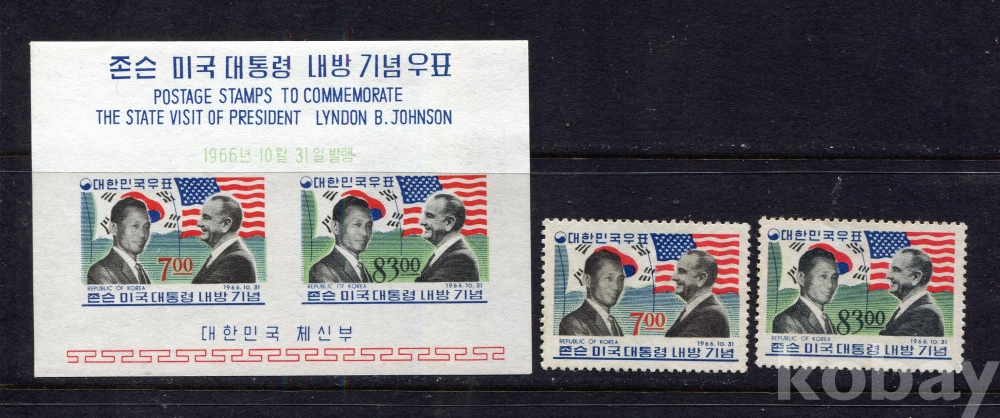 존슨 미국 대통령 내방 기념우표
POSTAGE STAMPS TO COMMEMORATE
THE STATE VISIT OF PRESIDENT LYNDON B. JOHNSON
1966년 10월 31일 발행
대한민국우표
7.00
REPUBLIC OF KOREA
1966.10.31
존슨 미국 대통령 내방 기념
대한민국우표
83.00
REPUBLIC OF KOREA
1966.10.31
존슨 미국 대통령 내방 기념
대한민국 체신부
대한민국우표
7.00
REPUBLIC OF KOREA
1966.10.31
존슨 미국 대통령 내방 기념
대한민국우표
83.00
REPUBLIC OF KOREA
1966.10.31
존슨 미국 대통령 내방 기념
kobay